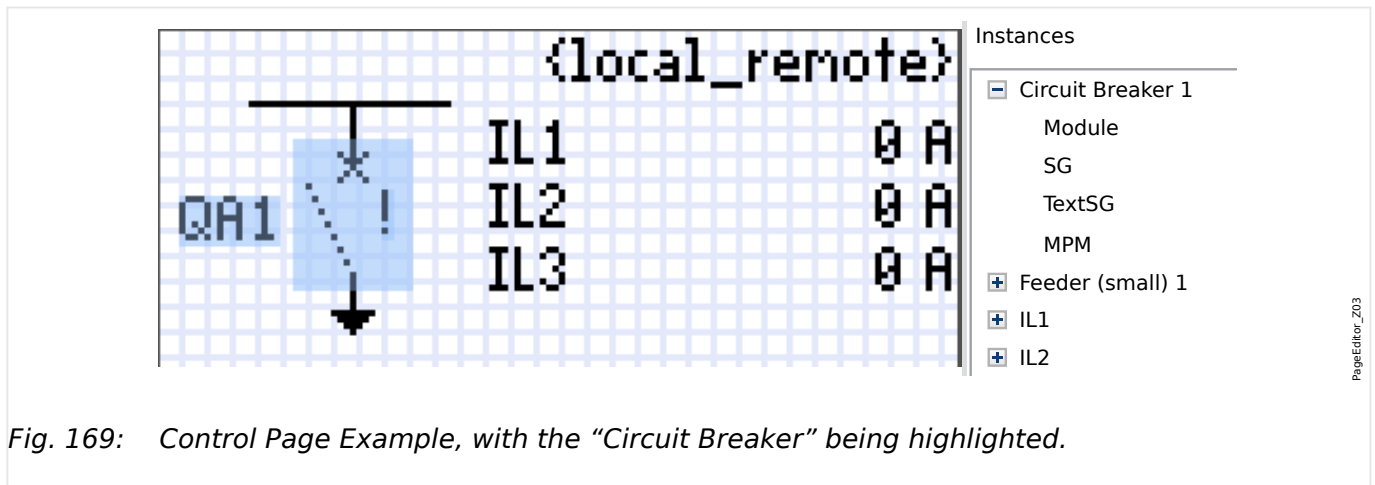 {local_remote}
IL1 0 A
QA1 ! IL2 0 A
IL3 0 A
Instances
Circuit Breaker 1
Module
SG
TextSG
MPM
Feeder (small) 1
IL1
IL2
PageEditor_Z03
Fig. 169: Control Page Example, with the “Circuit Breaker” being highlighted.